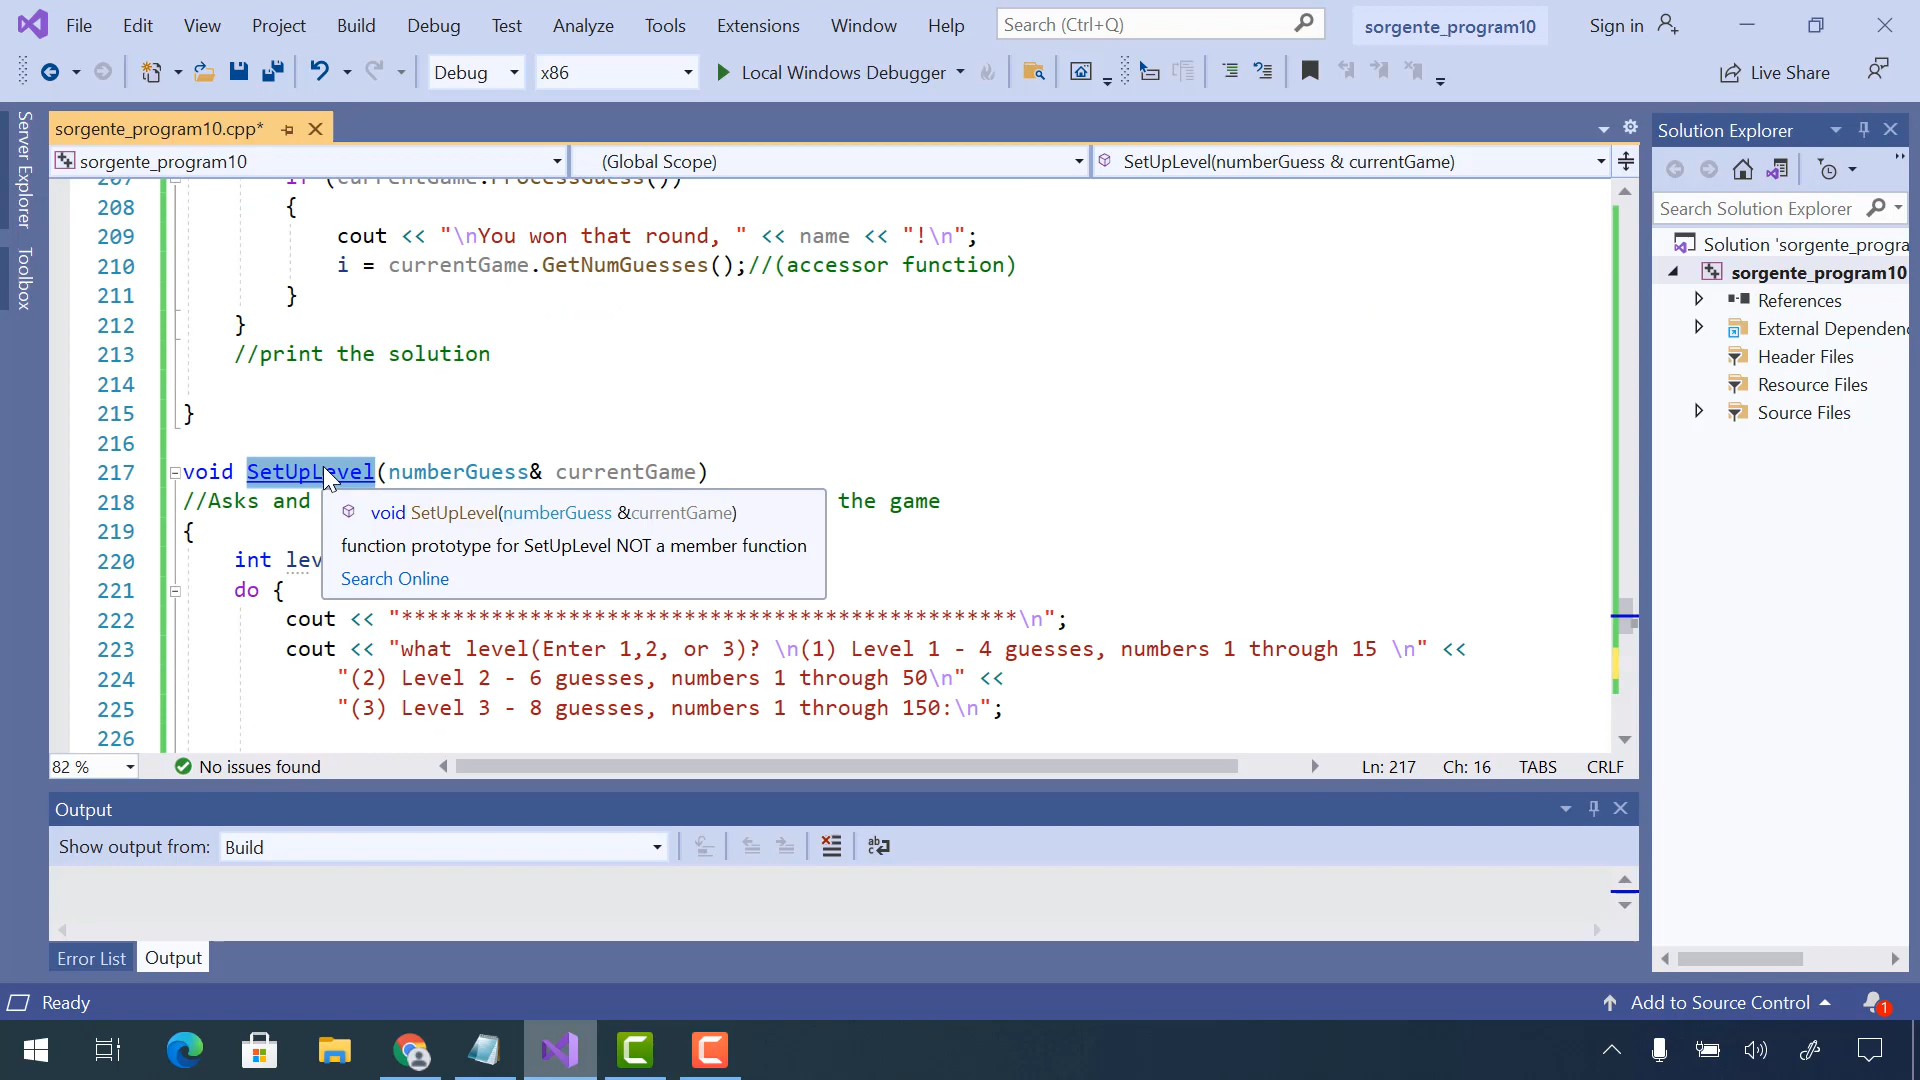 File Edit View Project Build Debug Test Analyze Tools Extensions Window Help Search (Ctrl+Q) sorgente_program10 Sign in
Debug x86 Local Windows Debugger Live Share
Server Explorer
Toolbox
sorgente_program10.cpp*
sorgente_program10 (Global Scope) SetUpLevel(numberGuess & currentGame)
207 if (currentGame.ProcessGuess())
208 {
209 cout << "\nYou won that round, " << name << "!\n";
210 i = currentGame.GetNumGuesses();//(accessor function)
211 }
212 }
213 //print the solution
214
215 }
216
217 void SetUpLevel(numberGuess& currentGame)
218 //Asks and the game
219 {
220 int lev
221 do {
222 cout << "************************************************\n";
223 cout << "what level(Enter 1,2, or 3)? \n(1) Level 1 - 4 guesses, numbers 1 through 15 \n" <<
224 "(2) Level 2 - 6 guesses, numbers 1 through 50\n" <<
225 "(3) Level 3 - 8 guesses, numbers 1 through 150:\n";
226
void SetUpLevel(numberGuess &currentGame)
function prototype for SetUpLevel NOT a member function
Search Online
82 % No issues found Ln: 217 Ch: 16 TABS CRLF
Output
Show output from: Build
Error List Output
Solution Explorer
Search Solution Explorer
Solution 'sorgente_progra
sorgente_program10
References
External Dependen
Header Files
Resource Files
Source Files
Ready Add to Source Control 1